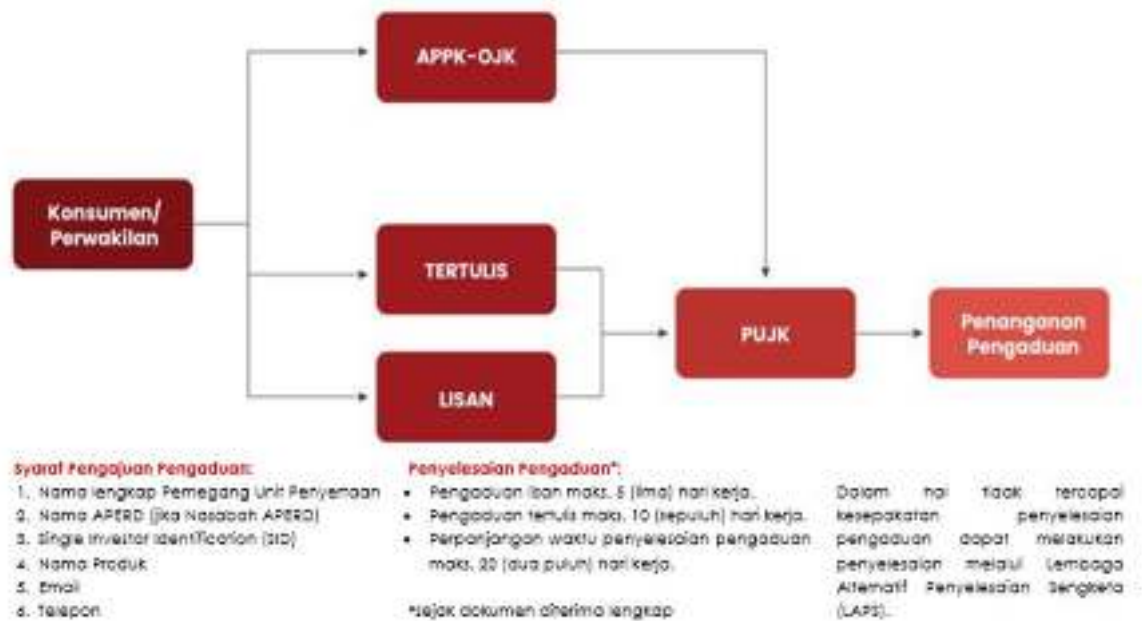 APPK-OJK
Konsumen/
Perwakilan
TERTULIS
LISAN
PUJK
Penanganan
Pengaduan
Syarat Pengajuan Pengaduan:
1. Nama lengkap Pemegang Unit Penyertaan
2. Nama APERD (jika Nasabah APERD)
3. Single Investor Identification (SID)
4. Nama Produk
5. Email
6. Telepon
Penyelesaian Pengaduan*:
• Pengaduan lisan maks. 5 (lima) hari kerja.
• Pengaduan tertulis maks. 10 (sepuluh) hari kerja.
• Perpanjangan waktu penyelesaian pengaduan
maks. 20 (dua puluh) hari kerja.
*sejak dokumen diterima lengkap
Dalam hal tidak tercapai
kesepakatan penyelesaian
pengaduan dapat melakukan
penyelesaian melalui Lembaga
Alternatif Penyelesaian Sengketa
(LAPS).